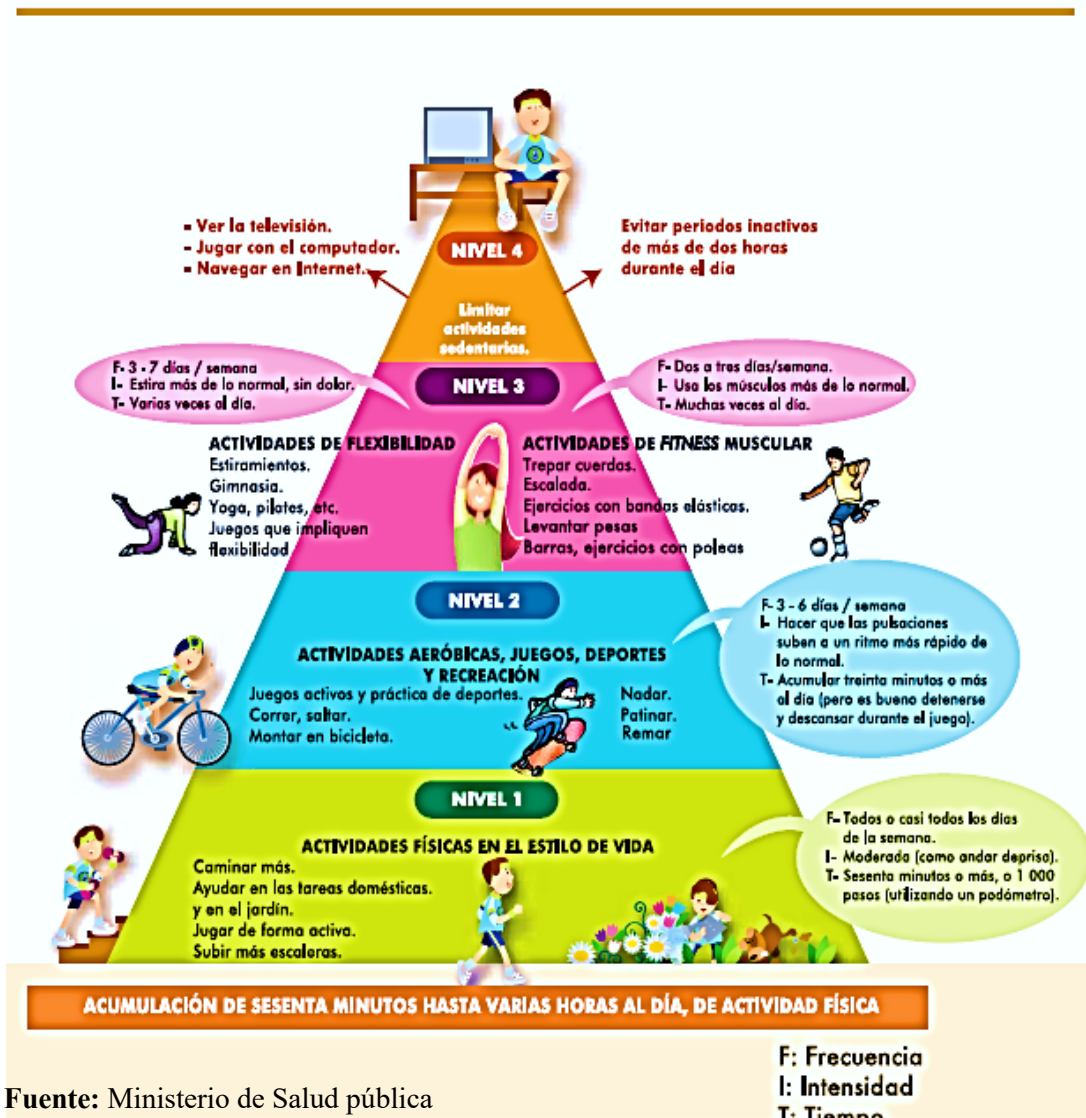 - Ver la televisión.
- Jugar con el computador.
- Navegar en Internet.
Evitar periodos inactivos
de más de dos horas
durante el día
NIVEL 4
Limitar
actividades
sedentarias.
F- 3 - 7 días / semana
I- Estira más de lo normal, sin dolor.
T- Varias veces al día.
NIVEL 3
F- Dos a tres días/semana.
I- Usa los músculos más de lo normal.
T- Muchas veces al día.
ACTIVIDADES DE FLEXIBILIDAD
Estiramientos.
Gimnasia.
Yoga, pilates, etc.
Juegos que impliquen
flexibilidad
ACTIVIDADES DE FITNESS MUSCULAR
Trepar cuerdas.
Escalada.
Ejercicios con bandas elásticas.
Levantar pesas
Barras, ejercicios con poleas
NIVEL 2
ACTIVIDADES AERÓBICAS, JUEGOS, DEPORTES
Y RECREACIÓN
Juegos activos y práctica de deportes.
Correr, saltar.
Montar en bicicleta.
Nadar.
Patinar.
Remar
F- 3 - 6 días / semana
I- Hacer que las pulsaciones
suben a un ritmo más rápido de
lo normal.
T- Acumular treinta minutos o más
al día (pero es bueno detenerse
y descansar durante el juego).
NIVEL 1
ACTIVIDADES FÍSICAS EN EL ESTILO DE VIDA
Caminar más.
Ayudar en las tareas domésticas.
y en el jardín.
Jugar de forma activa.
Subir más escaleras.
F- Todos o casi todos los días
de la semana.
I- Moderada (como andar deprisa).
T- Sesenta minutos o más, o 1 000
pasos (utilizando un podómetro).
ACUMULACIÓN DE SESENTA MINUTOS HASTA VARIAS HORAS AL DÍA, DE ACTIVIDAD FÍSICA
F: Frecuencia
I: Intensidad
T: Tiempo
Fuente: Ministerio de Salud pública